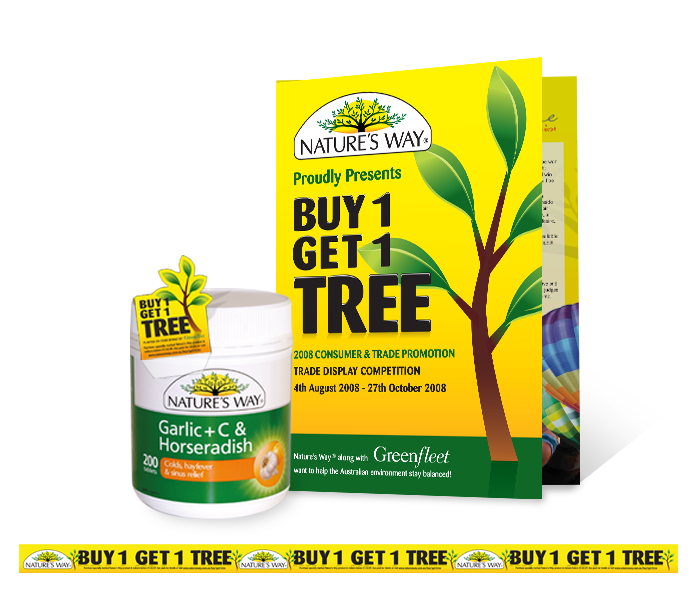 NATURE'S WAY®
Proudly Presents
BUY 1
GET 1
TREE
2008 CONSUMER & TRADE PROMOTION
TRADE DISPLAY COMPETITION
4th August 2008 - 27th October 2008
Nature's Way® along with Greenfleet
want to help the Australian environment stay balanced!
BUY 1
GET 1
TREE
NATURE'S WAY
Garlic + C &
Horseradish
200
tablets
Colds, hayfever
& sinus relief
NATURE'S WAY BUY 1 GET 1 TREE NATURE'S WAY BUY 1 GET 1 TREE NATURE'S WAY BUY 1 GET 1 TREE